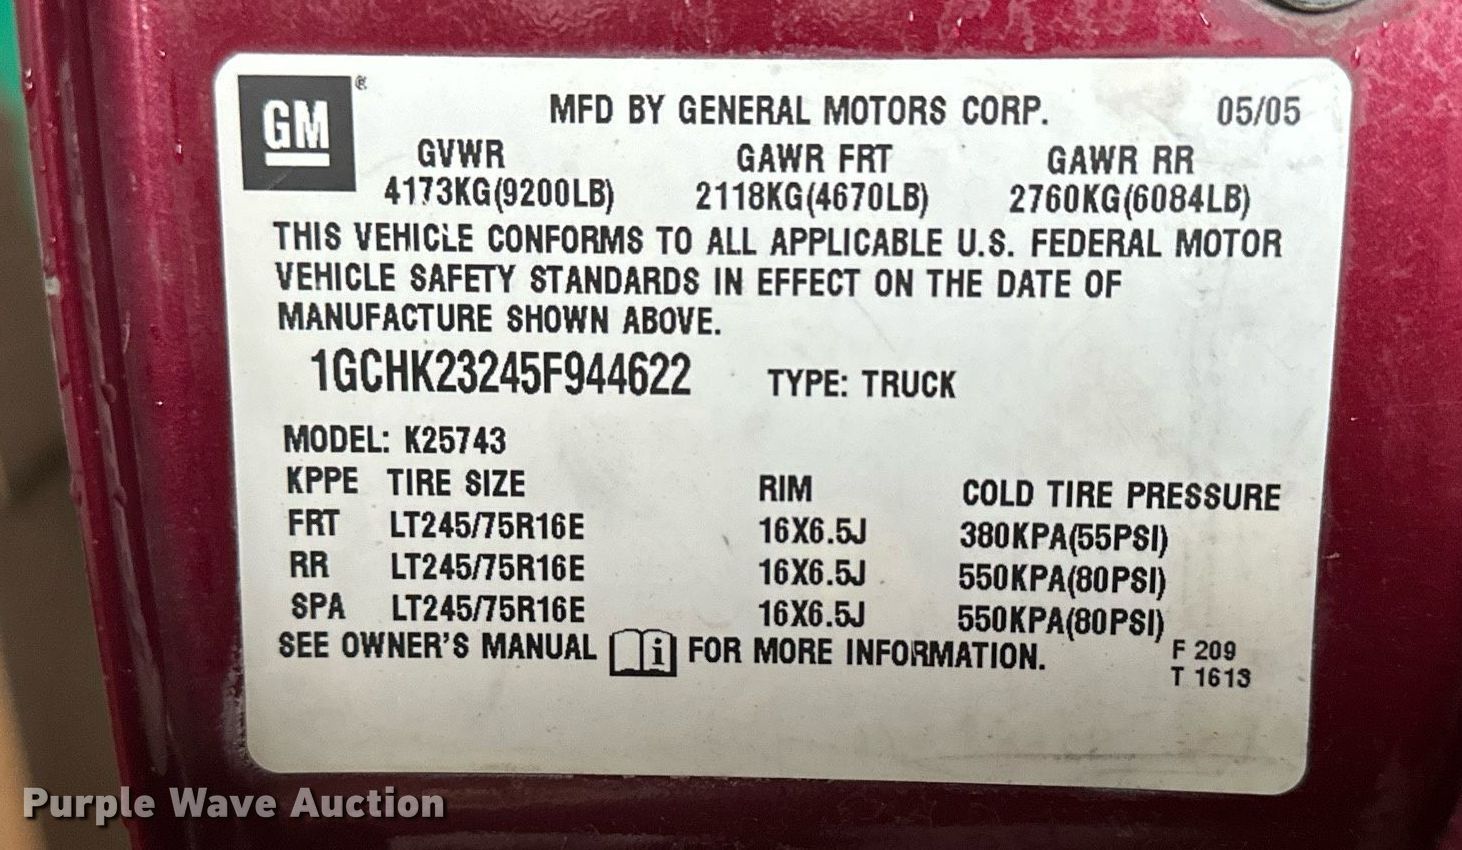 GM ®
MFD BY GENERAL MOTORS CORP. 05/05
GVWR GAWR FRT GAWR RR
4173KG(9200LB) 2118KG(4670LB) 2760KG(6084LB)
THIS VEHICLE CONFORMS TO ALL APPLICABLE U.S. FEDERAL MOTOR
VEHICLE SAFETY STANDARDS IN EFFECT ON THE DATE OF
MANUFACTURE SHOWN ABOVE.
1GCHK23245F944622 TYPE: TRUCK
MODEL: K25743
KPPE TIRE SIZE RIM COLD TIRE PRESSURE
FRT LT245/75R16E 16X6.5J 380KPA(55PSI)
RR LT245/75R16E 16X6.5J 550KPA(80PSI)
SPA LT245/75R16E 16X6.5J 550KPA(80PSI)
SEE OWNER'S MANUAL i FOR MORE INFORMATION.
F 209
T 1613
Purple Wave Auction